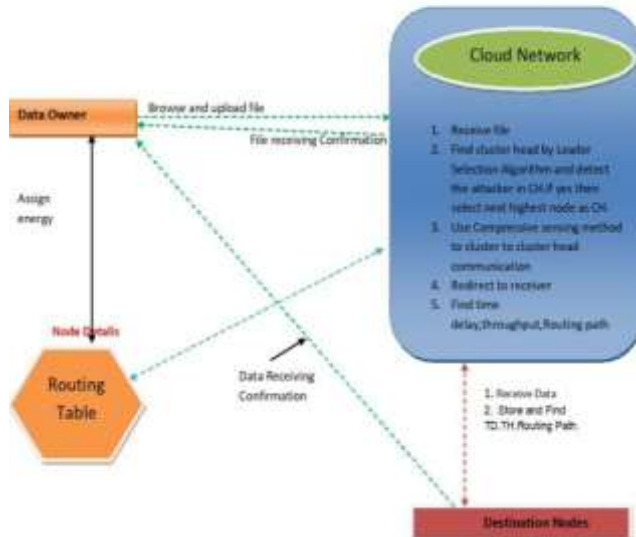 Cloud Network
Browse and upload file
Data Owner
File receiving Confirmation
1. Receive file
2. Find cluster head by Leader
Selection Algorithm and detect
the attacker in CH.if yes then
select next highest node as CH
3. Use Compressive sensing method
to cluster to cluster head
communication
4. Redirect to receiver
5. Find time
delay,throughput,Routing path
Assign
energy
Node Details
Routing
Table
Data Receiving
Confirmation
1. Receive Data
2. Store and Find
TD.TH.Routing Path.
Destination Nodes